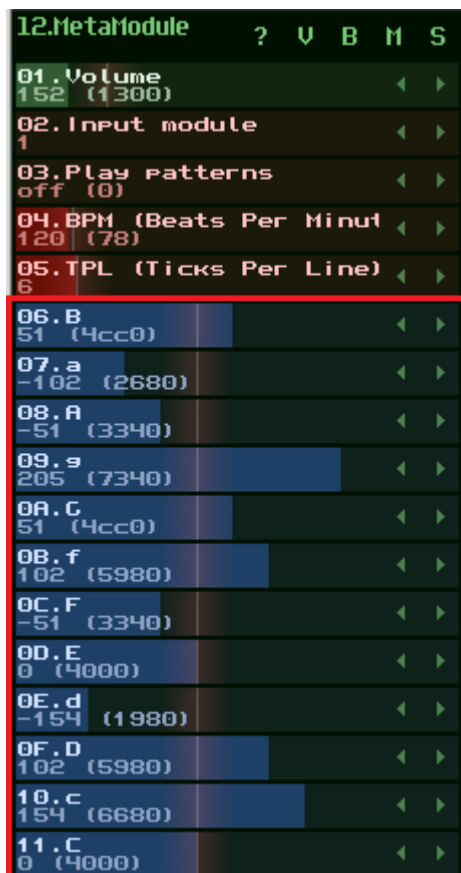 12.MetaModule ? V B M S
01.Volume
152 (1300)
02.Input module
1
03.Play patterns
off (0)
04.BPM (Beats Per Minut
120 (78)
05.TPL (Ticks Per Line)
6
06.B
51 (4cc0)
07.a
-102 (2680)
08.A
-51 (3340)
09.g
205 (7340)
0A.G
51 (4cc0)
0B.f
102 (5980)
0C.F
-51 (3340)
0D.E
0 (4000)
0E.d
-154 (1980)
0F.D
102 (5980)
10.c
154 (6680)
11.C
0 (4000)